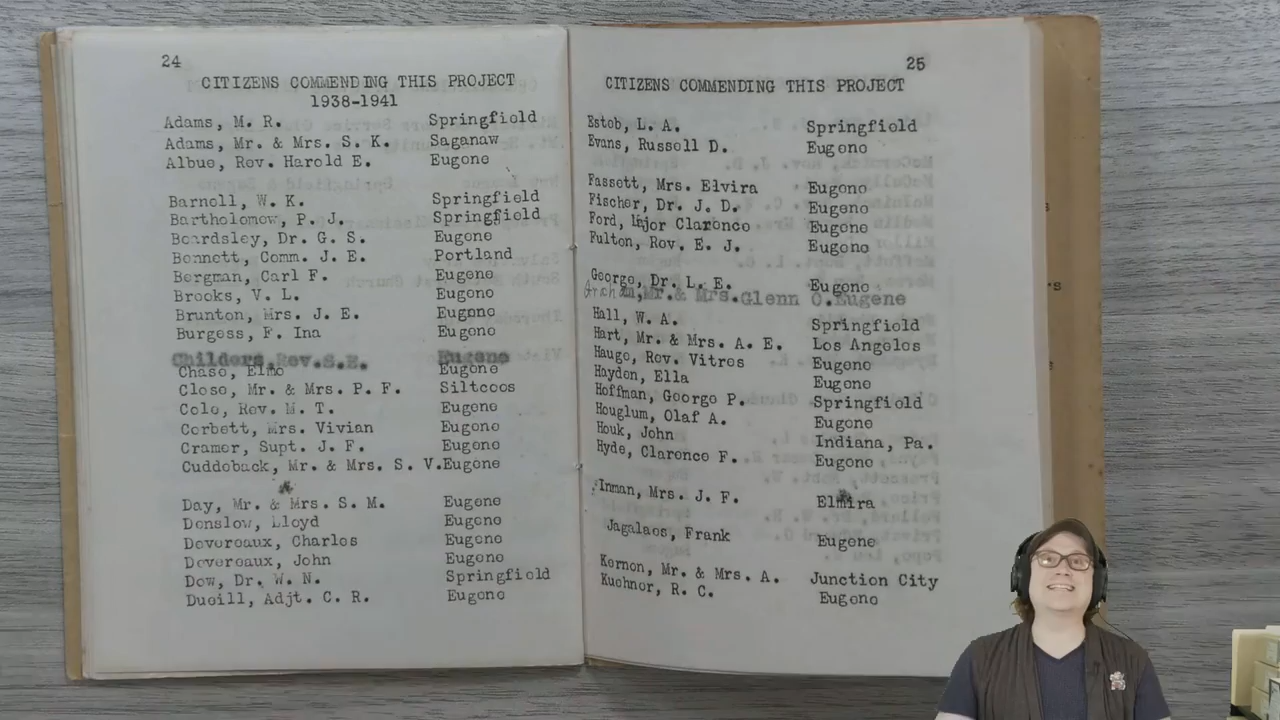 24
CITIZENS COMMENDING THIS PROJECT
1938-1941
Adams, M. R. Springfield
Adams, Mr. & Mrs. S. K. Saganaw
Albue, Rev. Harold E. Eugene
Barnell, W. K. Springfield
Bartholomew, P. J. Springfield
Beardsley, Dr. G. S. Eugene
Bennett, Comm. J. E. Portland
Bergman, Carl F. Eugene
Brooks, V. L. Eugene
Brunton, Mrs. J. E. Eugene
Burgess, F. Ina Eugene
Childers, Rev. S. E. Eugene
Chase, Elmo Eugene
Close, Mr. & Mrs. P. F. Siltcoos
Cole, Rev. M. T. Eugene
Corbett, Mrs. Vivian Eugene
Cramer, Supt. J. F. Eugene
Cuddeback, Mr. & Mrs. S. V. Eugene
Day, Mr. & Mrs. S. M. Eugene
Denslow, Lloyd Eugene
Devereaux, Charles Eugene
Devereaux, John Eugene
Dow, Dr. W. N. Springfield
Dueill, Adjt. C. R. Eugene
25
CITIZENS COMMENDING THIS PROJECT
Esteb, L. A. Springfield
Evans, Russell D. Eugene
Fassett, Mrs. Elvira Eugene
Fischer, Dr. J. D. Eugene
Ford, Major Clarence Eugene
Fulton, Rev. E. J. Eugene
George, Dr. L. E. Eugene
Mr. & Mrs. Glenn O. Eugene
Hall, W. A. Springfield
Hart, Mr. & Mrs. A. E. Los Angeles
Hauge, Rev. Vitres Eugene
Hayden, Ella Eugene
Hoffman, George P. Springfield
Houglum, Olaf A. Eugene
Houk, John Indiana, Pa.
Hyde, Clarence F. Eugene
Inman, Mrs. J. F. Elmira
Jagalaes, Frank Eugene
Kernon, Mr. & Mrs. A. Junction City
Kuehner, R. C. Eugene